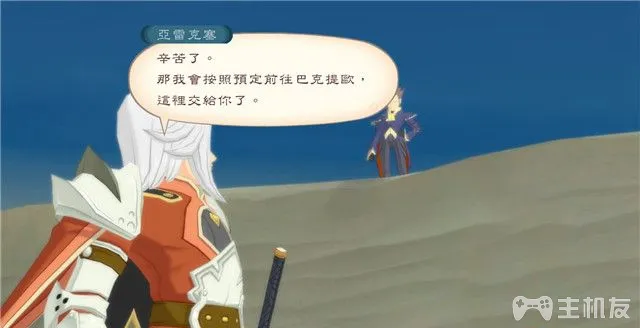 亞雷克塞
辛苦了。
那我會按照預定前往巴克提歐，
這裡交給你了。
主机友